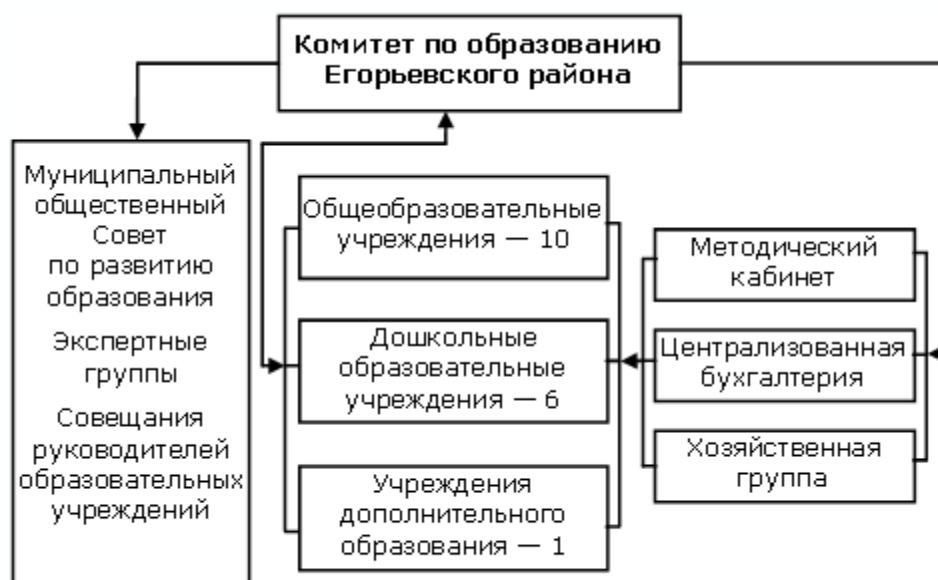 Комитет по образованию
Егорьевского района
Муниципальный
общественный
Совет
по развитию
образования
Экспертные
группы
Совещания
руководителей
образовательных
учреждений
Общеобразовательные
учреждения — 10
Дошкольные
образовательные
учреждения — 6
Учреждения
дополнительного
образования — 1
Методический
кабинет
Централизованная
бухгалтерия
Хозяйственная
группа